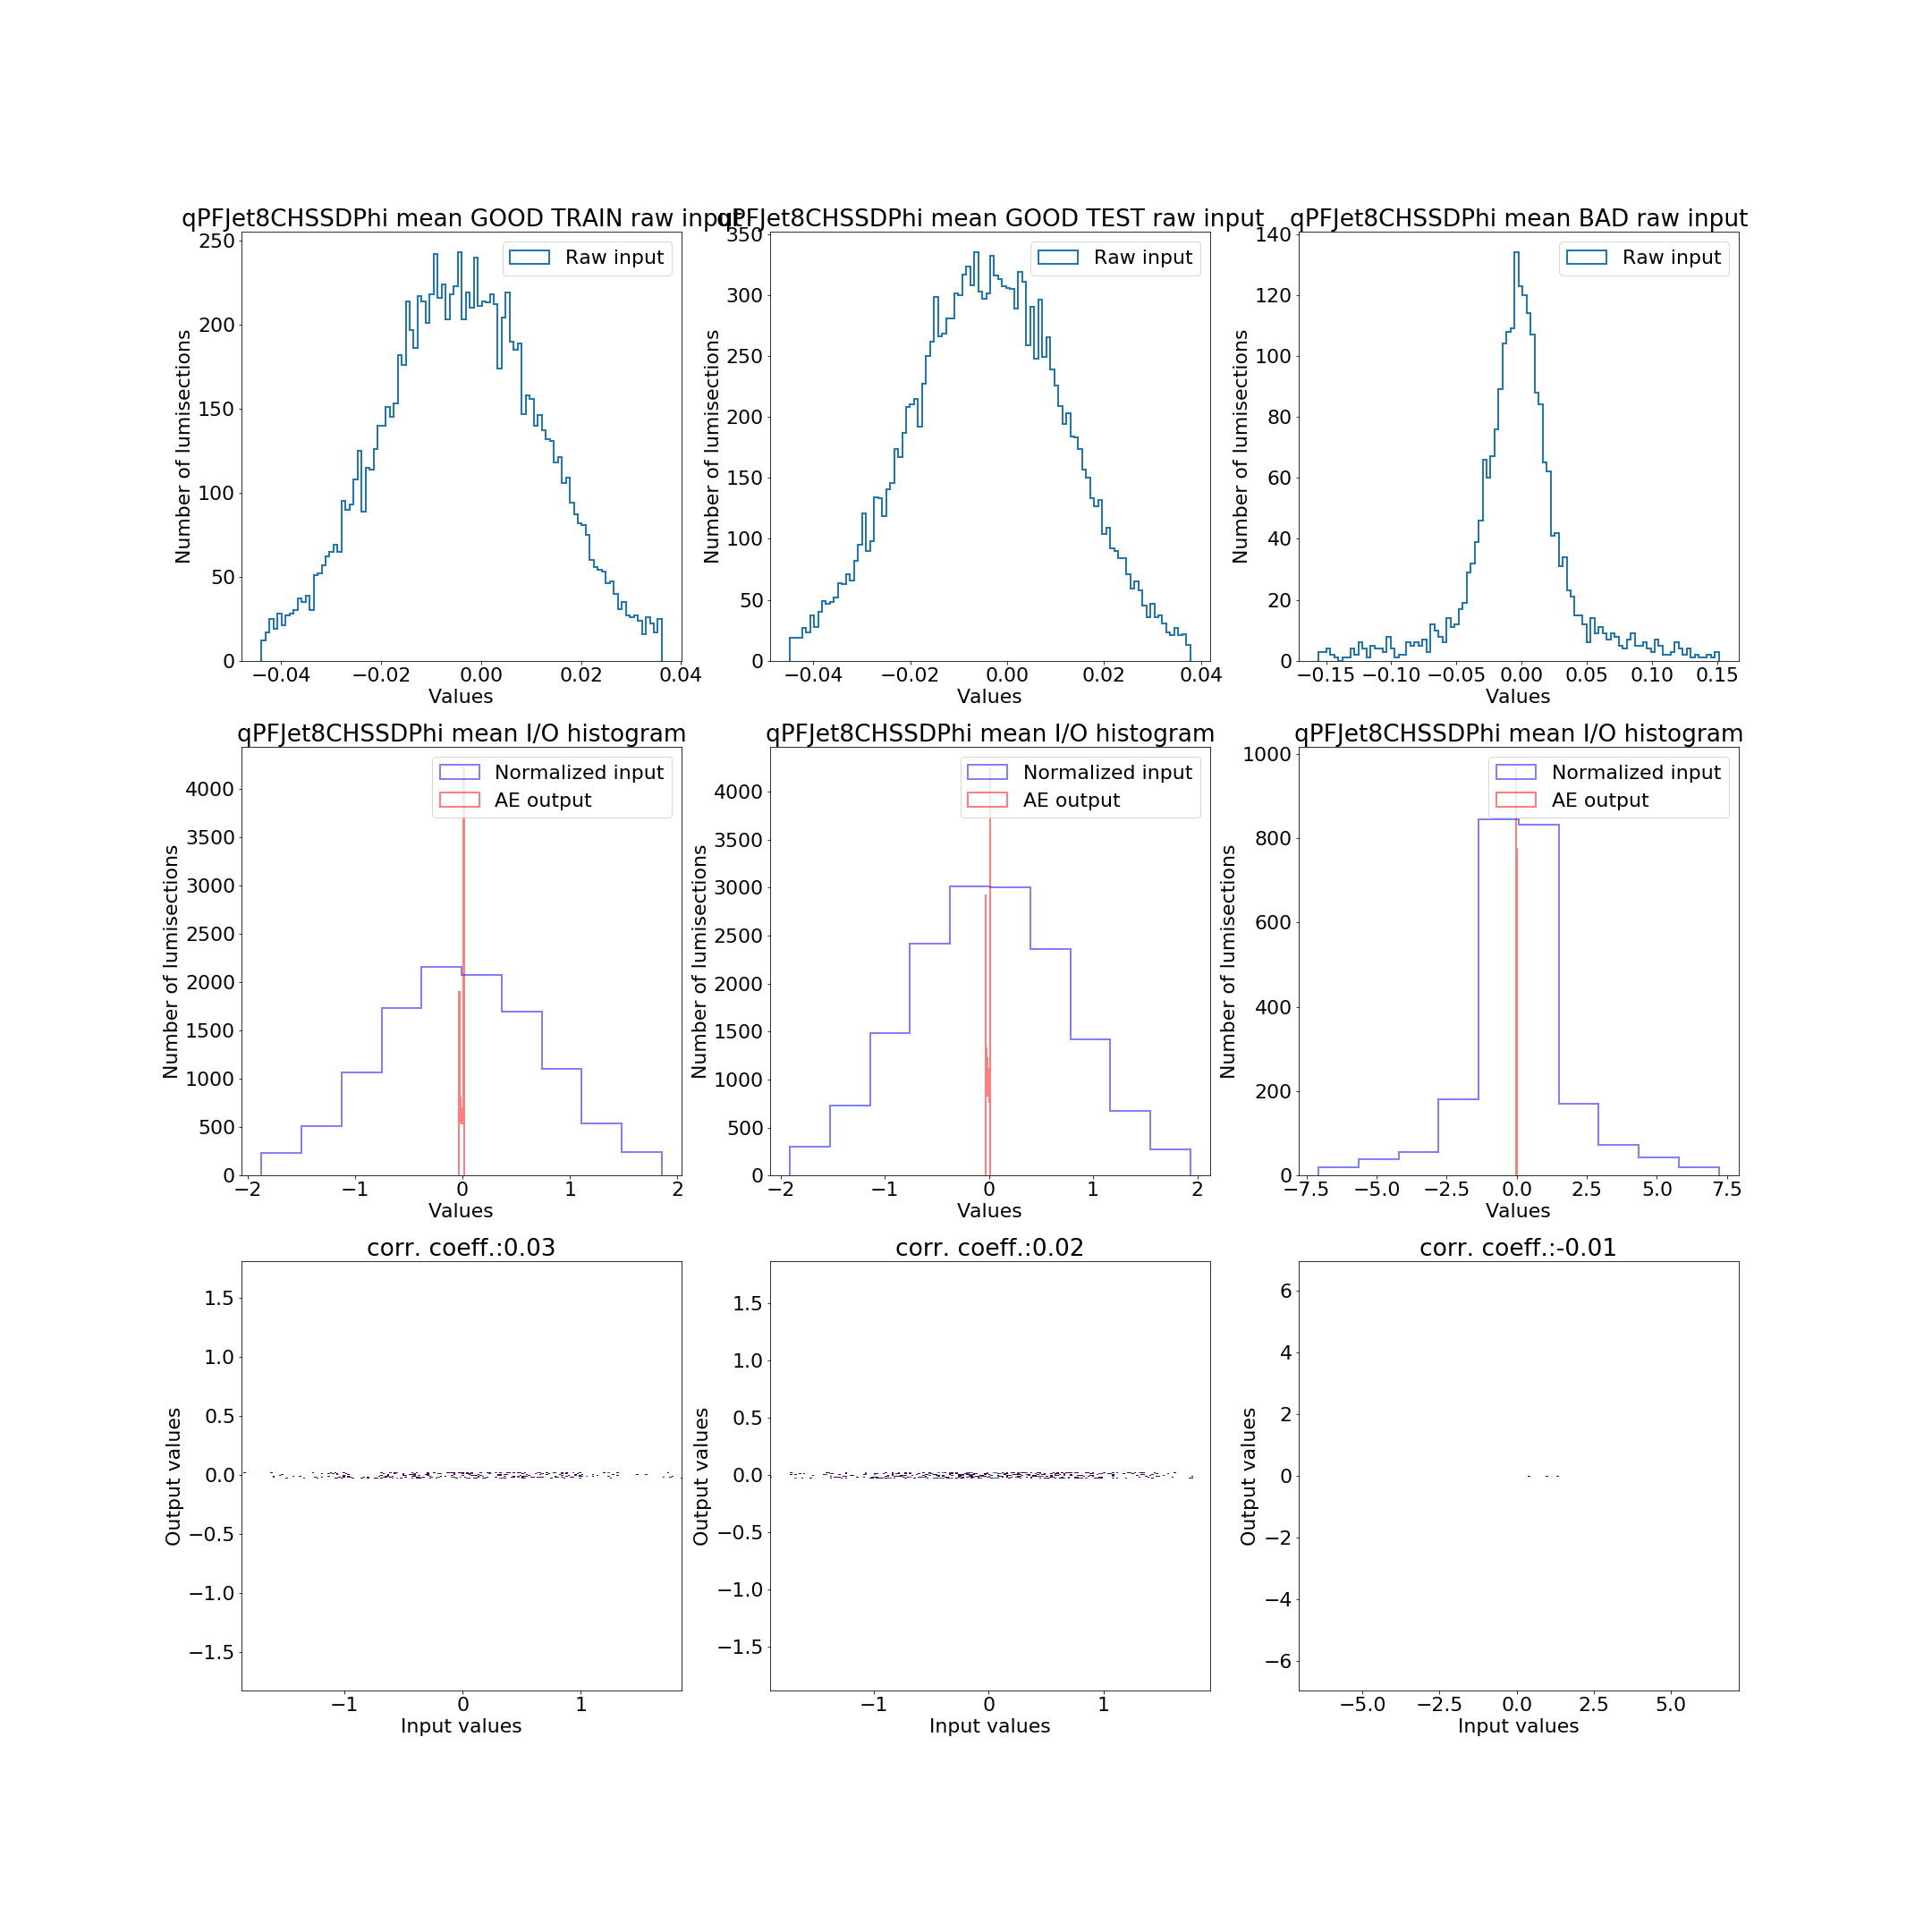 qPFJet8CHSSDPhi mean GOOD TRAIN raw input
250
200
150
100
50
0
Number of lumisections
Raw input
−0.04 −0.02 0.00 0.02 0.04
Values
qPFJet8CHSSDPhi mean GOOD TEST raw input
350
300
250
200
150
100
50
0
Number of lumisections
Raw input
−0.04 −0.02 0.00 0.02 0.04
Values
qPFJet8CHSSDPhi mean BAD raw input
140
120
100
80
60
40
20
0
Number of lumisections
Raw input
−0.15 −0.10 −0.05 0.00 0.05 0.10 0.15
Values
qPFJet8CHSSDPhi mean I/O histogram
4000
3500
3000
2500
2000
1500
1000
500
0
Number of lumisections
Normalized input
AE output
−2 −1 0 1 2
Values
qPFJet8CHSSDPhi mean I/O histogram
4000
3500
3000
2500
2000
1500
1000
500
0
Number of lumisections
Normalized input
AE output
−2 −1 0 1 2
Values
qPFJet8CHSSDPhi mean I/O histogram
1000
800
600
400
200
0
Number of lumisections
Normalized input
AE output
−7.5 −5.0 −2.5 0.0 2.5 5.0 7.5
Values
corr. coeff.:0.03
1.5
1.0
0.5
0.0
−0.5
−1.0
−1.5
Output values
−1 0 1
Input values
corr. coeff.:0.02
1.5
1.0
0.5
0.0
−0.5
−1.0
−1.5
Output values
−1 0 1
Input values
corr. coeff.:-0.01
6
4
2
0
−2
−4
−6
Output values
−5.0 −2.5 0.0 2.5 5.0
Input values